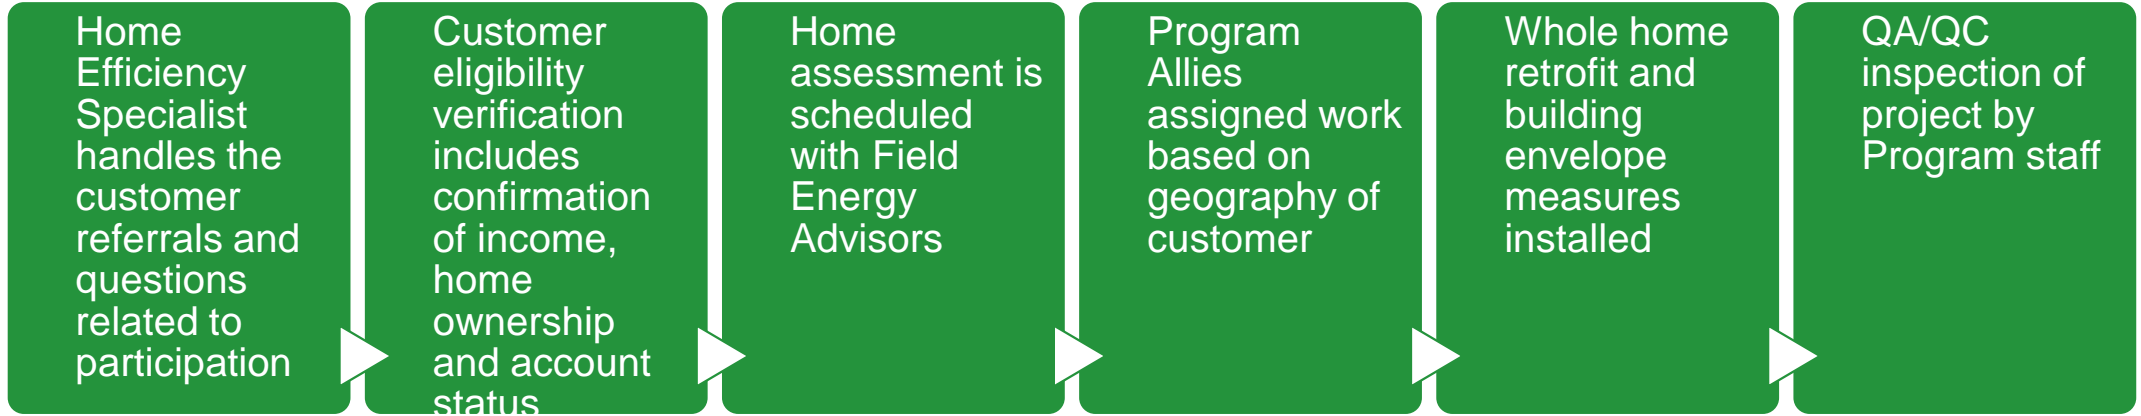 Home
Efficiency
Specialist
handles the
customer
referrals and
questions
related to
participation
Customer
eligibility
verification
includes
confirmation
of income,
home
ownership
and account
status
Home
assessment is
scheduled
with Field
Energy
Advisors
Program
Allies
assigned work
based on
geography of
customer
Whole home
retrofit and
building
envelope
measures
installed
QA/QC
inspection of
project by
Program staff